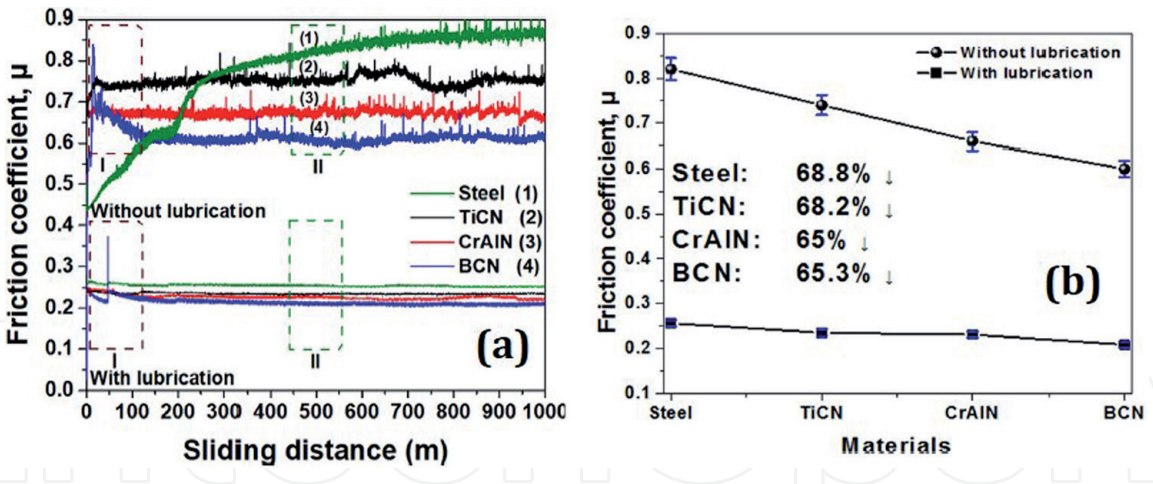 Friction coefficient, μ
0.9
0.8
0.7
0.6
0.5
0.4
0.3
0.2
0.1
0.0
(1)
(2)
(3)
(4)
I
II
Without lubrication
Steel (1)
TiCN (2)
CrAlN (3)
BCN (4)
I
II
With lubrication
(a)
0 100 200 300 400 500 600 700 800 900 1000
Sliding distance (m)
Friction coefficient, μ
0.9
0.8
0.7
0.6
0.5
0.4
0.3
0.2
0.1
Without lubrication
With lubrication
Steel: 68.8% ↓
TiCN: 68.2% ↓
CrAlN: 65% ↓
BCN: 65.3% ↓
(b)
Steel TiCN CrAlN BCN
Materials